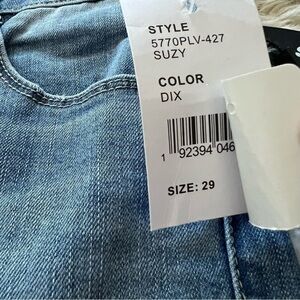 STYLE
5770PLV-427
SUZY
COLOR
DIX
1 92394 046
SIZE: 29